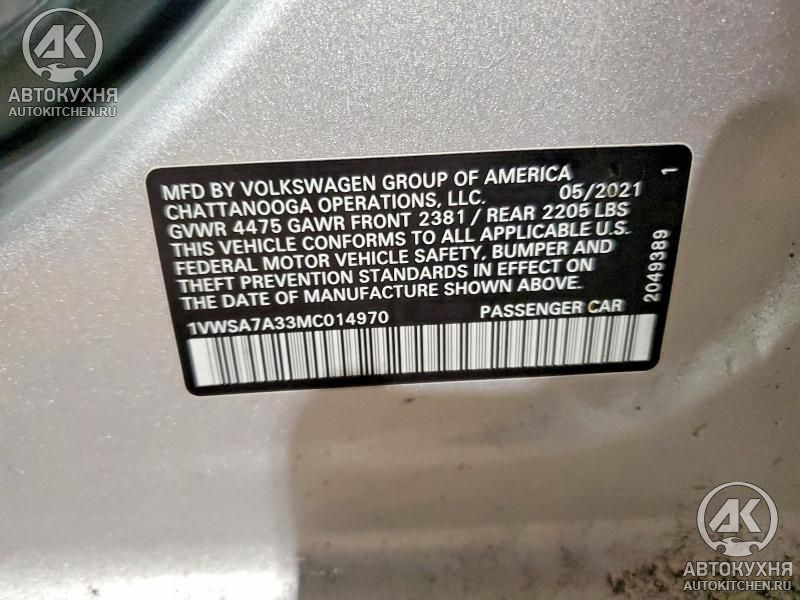 AK
АВТОКУХНЯ
AUTOKITCHEN.RU
MFD BY VOLKSWAGEN GROUP OF AMERICA
CHATTANOOGA OPERATIONS, LLC. 05/2021 1
GVWR 4475 GAWR FRONT 2381 / REAR 2205 LBS
THIS VEHICLE CONFORMS TO ALL APPLICABLE U.S.
FEDERAL MOTOR VEHICLE SAFETY, BUMPER AND
THEFT PREVENTION STANDARDS IN EFFECT ON
THE DATE OF MANUFACTURE SHOWN ABOVE.
1VWSA7A33MC014970 PASSENGER CAR
2049389
AK
АВТОКУХНЯ
AUTOKITCHEN.RU